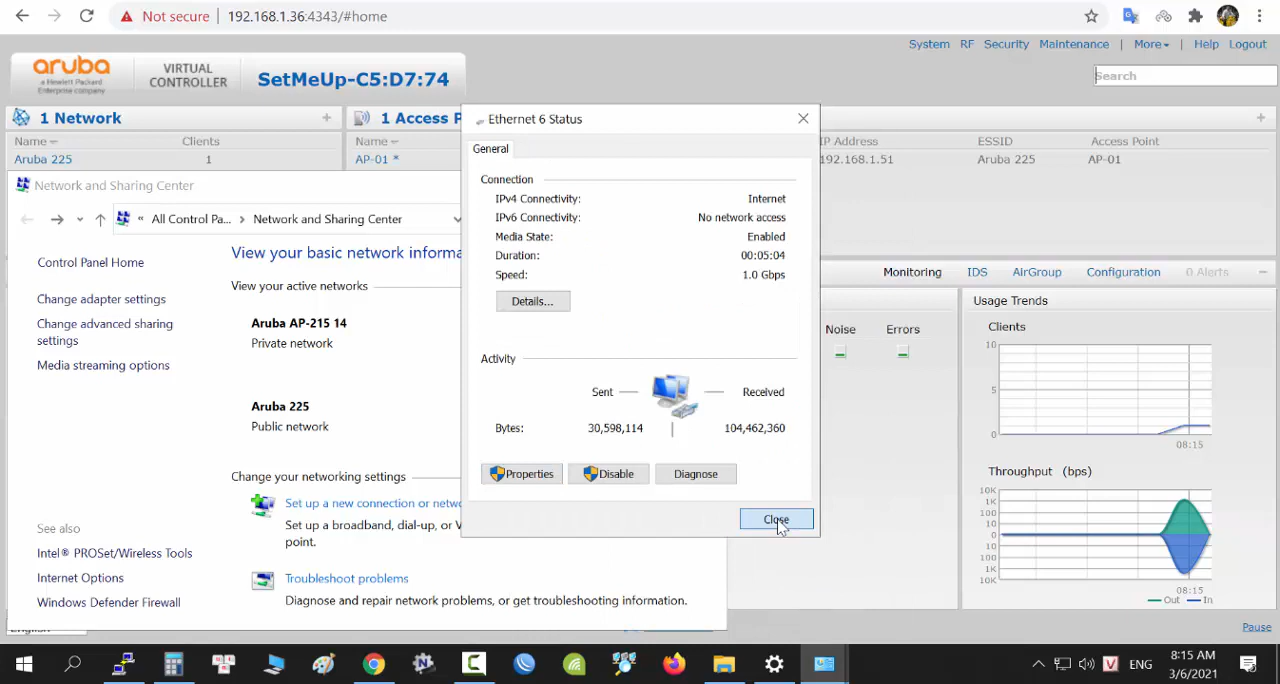 Not secure
192.168.1.36:4343/#home
System RF Security Maintenance | More | Help Logout
aruba
a Hewlett Packard
Enterprise company
VIRTUAL
CONTROLLER
SetMeUp-C5:D7:74
Search
1 Network +
1 Access P
+
Name Clients
Name
IP Address ESSID Access Point
Aruba 225 1
AP-01 *
192.168.1.51 Aruba 225 AP-01
Network and Sharing Center
« All Control Pa... > Network and Sharing Center
Control Panel Home
Change adapter settings
Change advanced sharing
settings
Media streaming options
See also
Intel® PROSet/Wireless Tools
Internet Options
Windows Defender Firewall
View your basic network informa
View your active networks
Aruba AP-215 14
Private network
Aruba 225
Public network
Change your networking settings
Set up a new connection or netwo
Set up a broadband, dial-up, or V
point.
Troubleshoot problems
Diagnose and repair network problems, or get troubleshooting information.
English
Ethernet 6 Status
General
Connection
IPv4 Connectivity: Internet
IPv6 Connectivity: No network access
Media State: Enabled
Duration: 00:05:04
Speed: 1.0 Gbps
Details...
Activity
Sent Received
Bytes: 30,598,114 104,462,360
Properties Disable Diagnose
Close
Monitoring IDS AirGroup Configuration 0 Alerts
Noise Errors
Usage Trends
Clients
10
5
0
08:15
Throughput (bps)
10K
1K
100
10
0
10
100
1K
10K
08:15
Out In
Pause
ENG
8:15 AM
3/6/2021